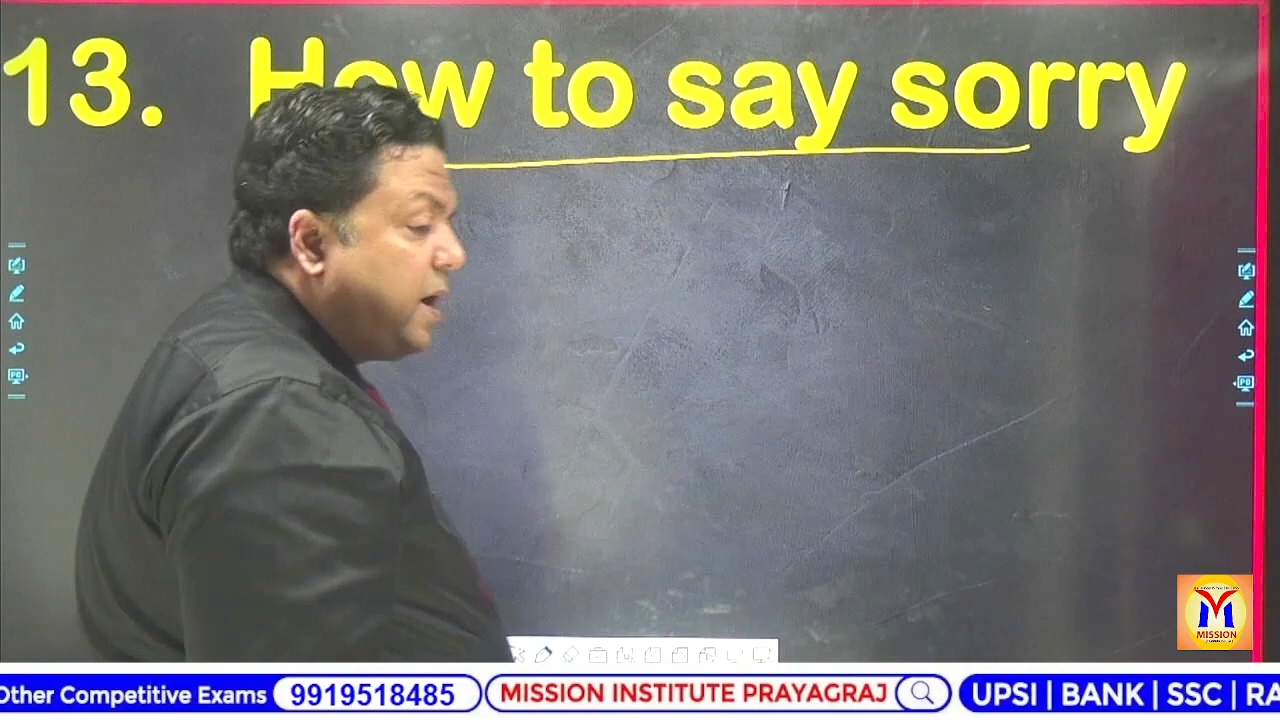 13. How to say sorry
MISSION
Other Competitive Exams 9919518485 MISSION INSTITUTE PRAYAGRAJ UPSI | BANK | SSC | RA